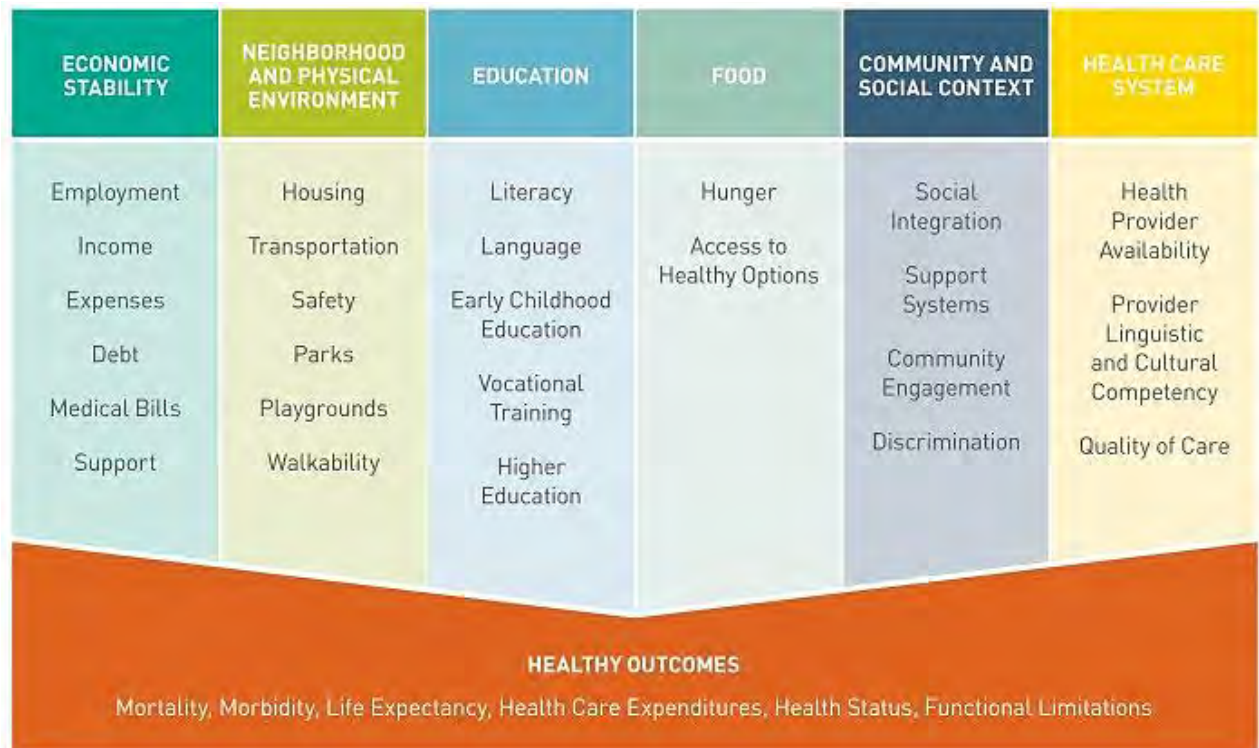 ECONOMIC
STABILITY
Employment
Income
Expenses
Debt
Medical Bills
Support
NEIGHBORHOOD
AND PHYSICAL
ENVIRONMENT
Housing
Transportation
Safety
Parks
Playgrounds
Walkability
EDUCATION
Literacy
Language
Early Childhood
Education
Vocational
Training
Higher
Education
FOOD
Hunger
Access to
Healthy Options
COMMUNITY AND
SOCIAL CONTEXT
Social
Integration
Support
Systems
Community
Engagement
Discrimination
HEALTH CARE
SYSTEM
Health
Provider
Availability
Provider
Linguistic
and Cultural
Competency
Quality of Care
HEALTHY OUTCOMES
Mortality, Morbidity, Life Expectancy, Health Care Expenditures, Health Status, Functional Limitations